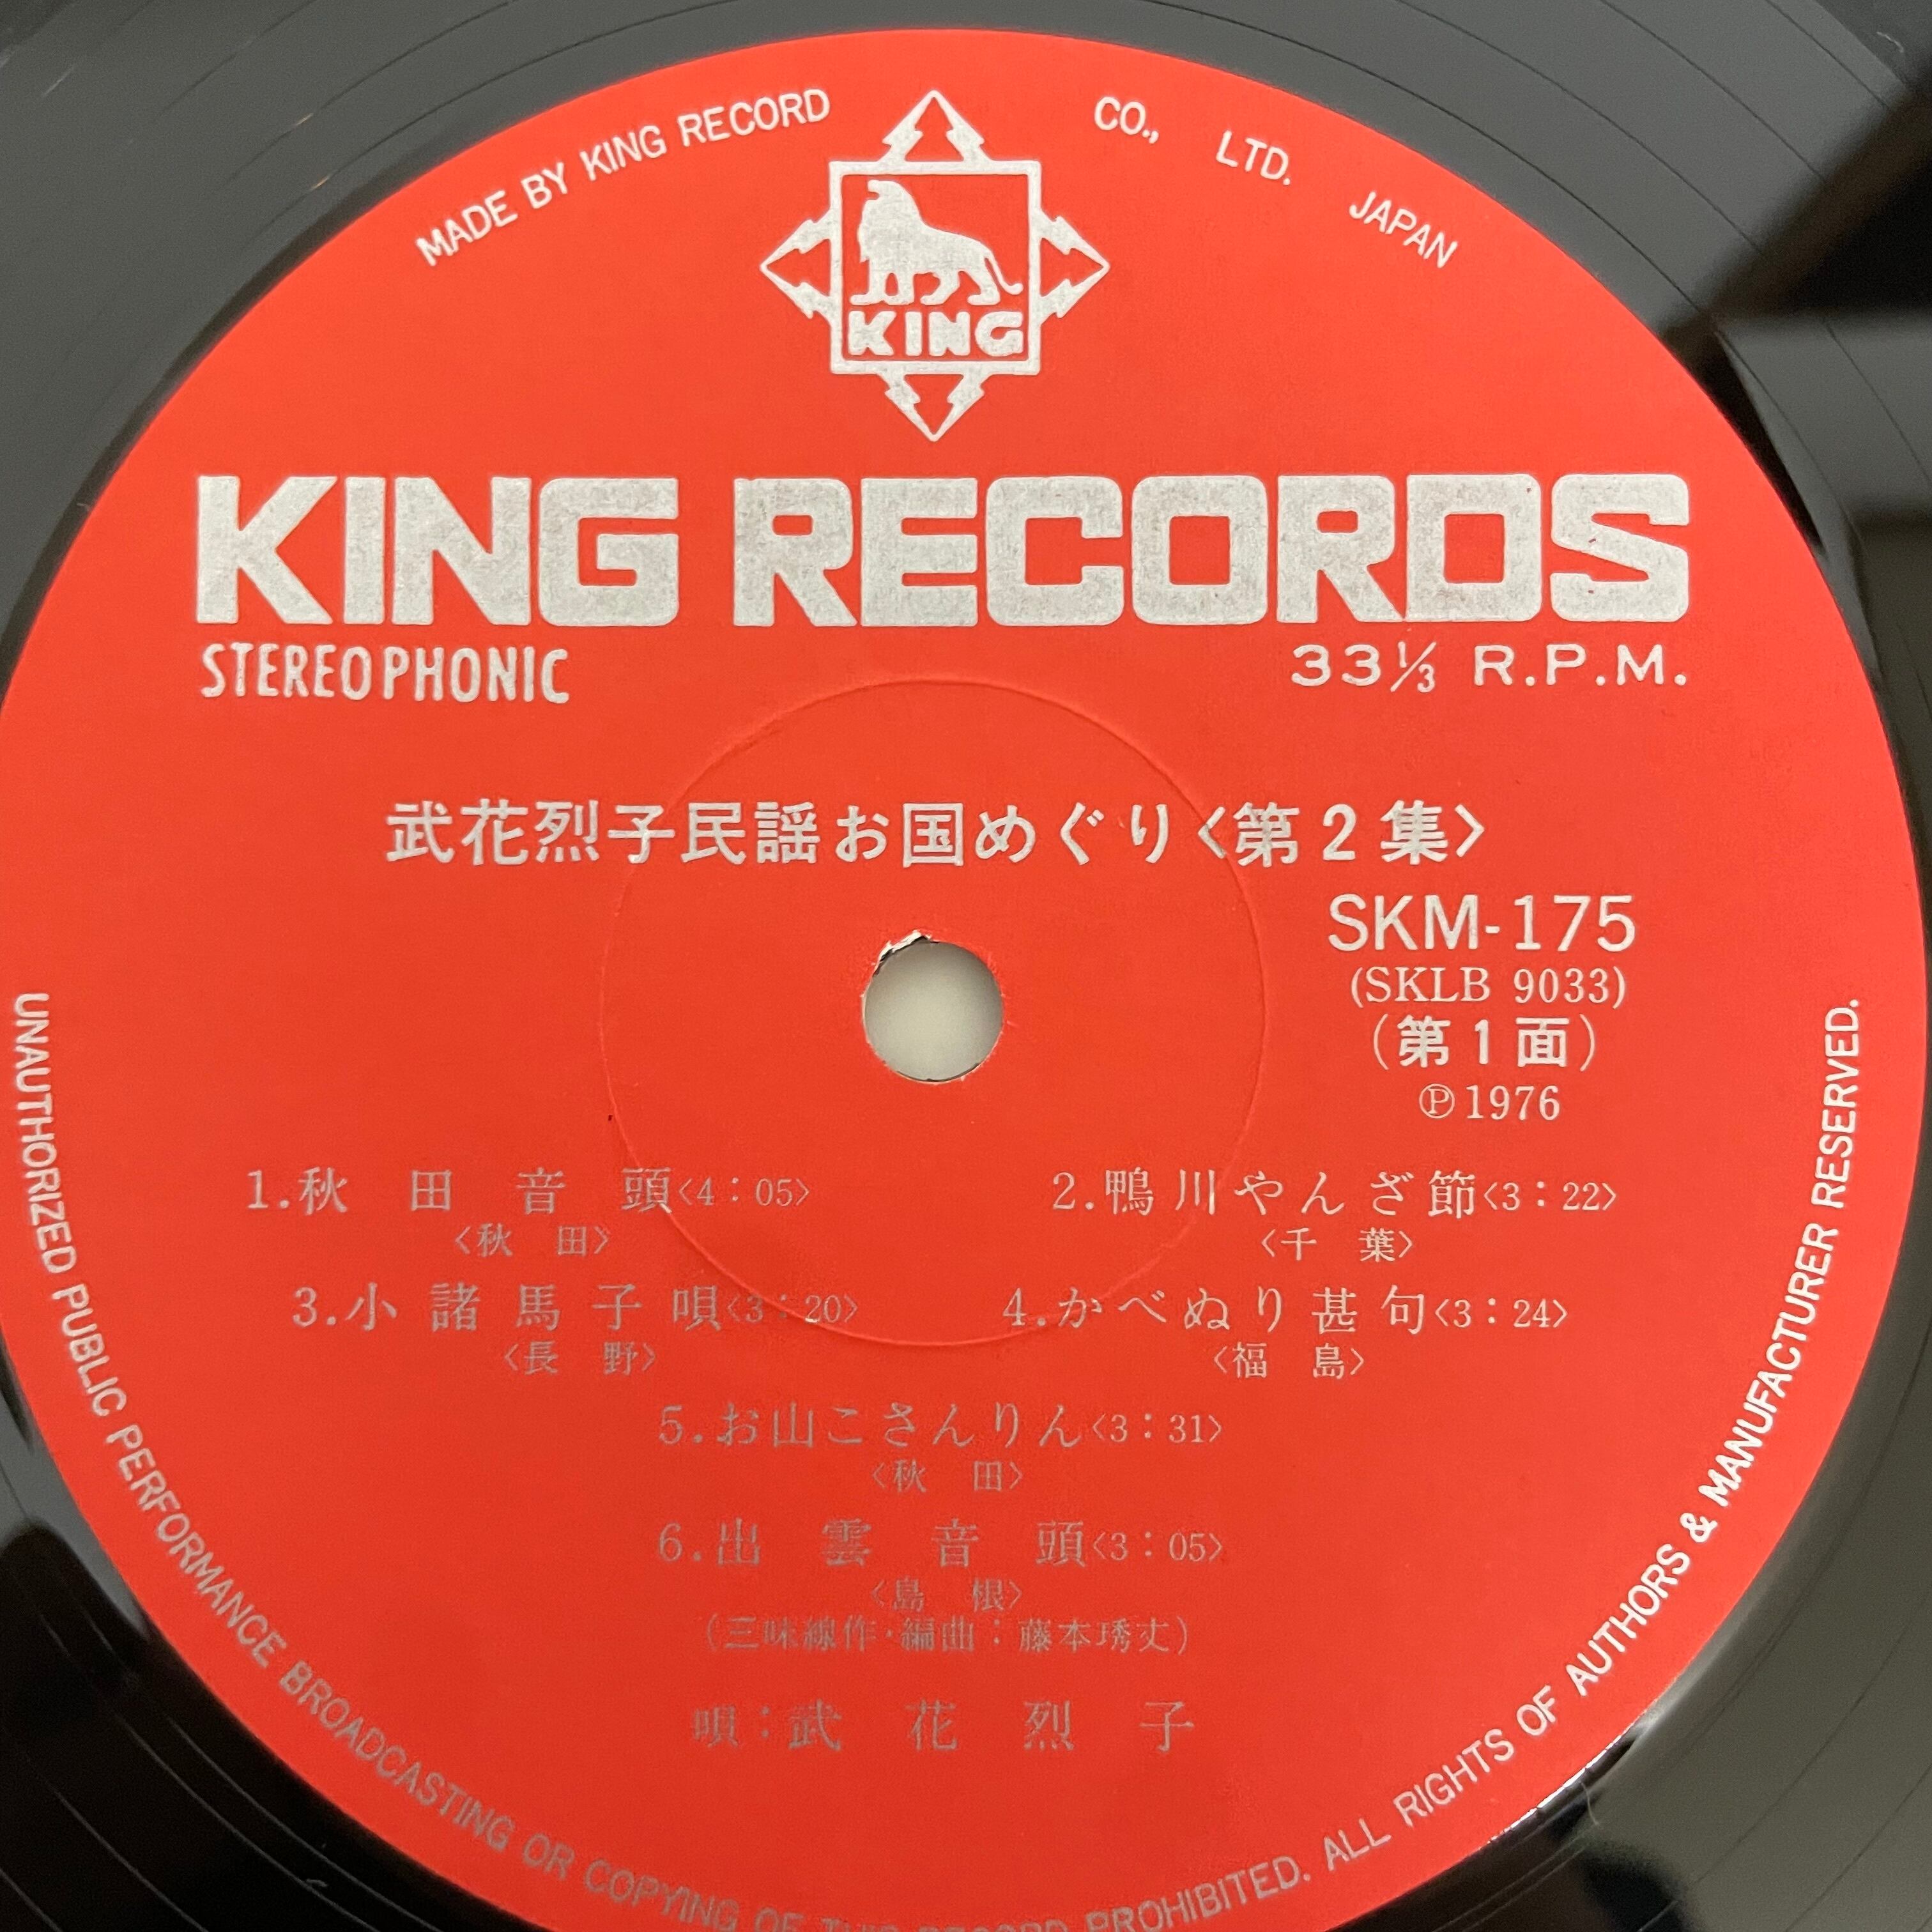 MADE BY KING RECORD CO., LTD. JAPAN
KING
KING RECORDS
STEREOPHONIC
33 1/3 R.P.M.
武花烈子民謡お国めぐり〈第2集〉
SKM-175
(SKLB 9033)
(第1面)
℗1976
1.秋田音頭〈4:05〉
〈秋田〉
2.鴨川やんざ節〈3:22〉
〈千葉〉
3.小諸馬子唄〈3:20〉
〈長野〉
4.かべぬり甚句〈3:24〉
〈福島〉
5.お山こさんりん〈3:31〉
〈秋田〉
6.出雲音頭〈3:05〉
〈島根〉
(三味線作・編曲:藤本琇丈)
唄:武花烈子
UNAUTHORIZED PUBLIC PERFORMANCE BROADCASTING OR COPYING OF THIS RECORD PROHIBITED. ALL RIGHTS OF AUTHORS & MANUFACTURER RESERVED.